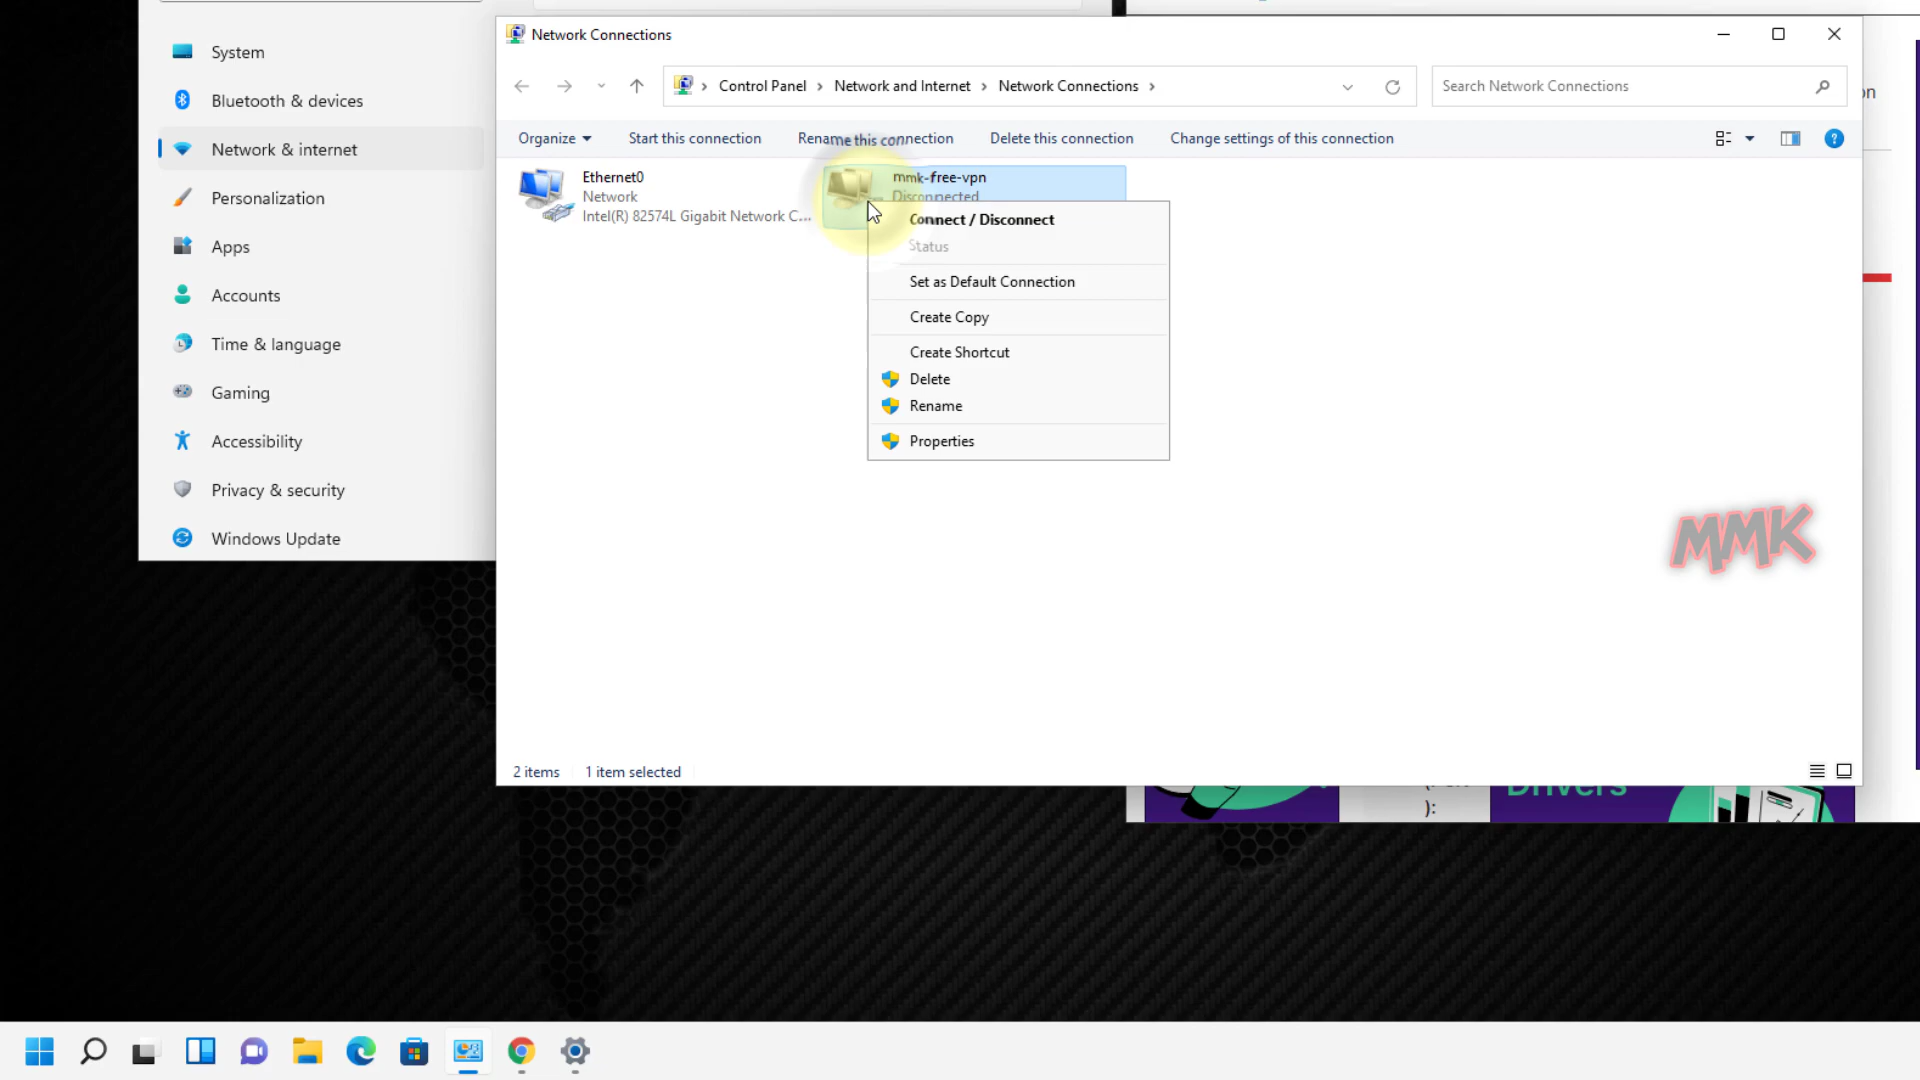 System
Bluetooth & devices
Network & internet
Personalization
Apps
Accounts
Time & language
Gaming
Accessibility
Privacy & security
Windows Update
Network Connections
Control Panel > Network and Internet > Network Connections >
Search Network Connections
Organize
Start this connection
Rename this connection
Delete this connection
Change settings of this connection
Ethernet0
Network
Intel(R) 82574L Gigabit Network C...
mmk-free-vpn
Disconnected
Connect / Disconnect
Status
Set as Default Connection
Create Copy
Create Shortcut
Delete
Rename
Properties
MMK
2 items
1 item selected
Drivers
):